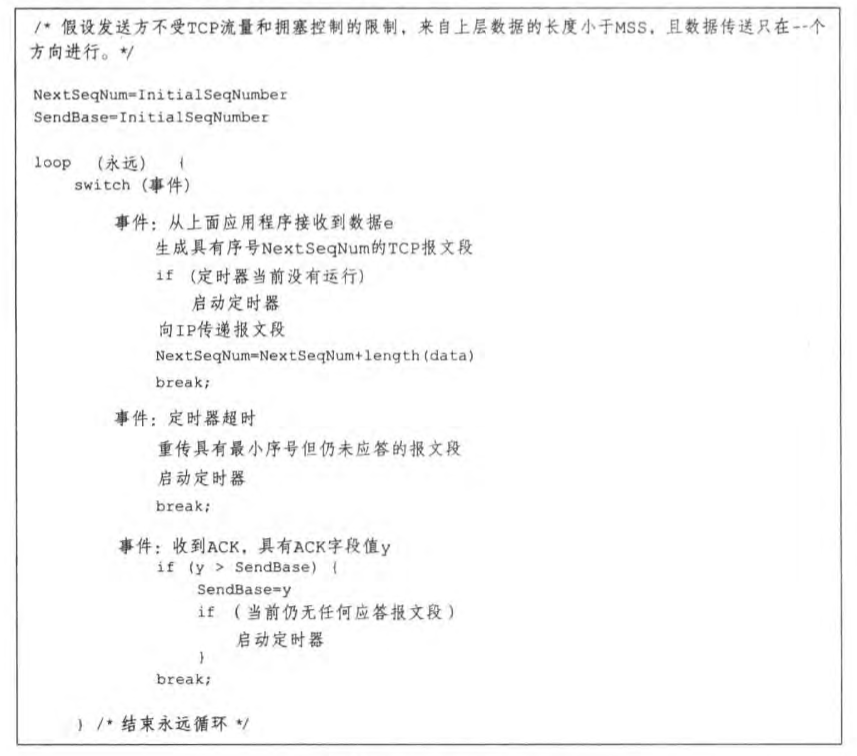 /* 假设发送方不受TCP流量和拥塞控制的限制，来自上层数据的长度小于MSS，且数据传送只在一个
方向进行。*/
NextSeqNum=InitialSeqNumber
SendBase=InitialSeqNumber
loop (永远) {
switch (事件)
事件：从上面应用程序接收到数据e
生成具有序号NextSeqNum的TCP报文段
if (定时器当前没有运行)
启动定时器
向IP传递报文段
NextSeqNum=NextSeqNum+length(data)
break;
事件：定时器超时
重传具有最小序号但仍未应答的报文段
启动定时器
break;
事件：收到ACK，具有ACK字段值y
if (y > SendBase) {
SendBase=y
if (当前仍无任何应答报文段)
启动定时器
}
break;
} /* 结束永远循环 */